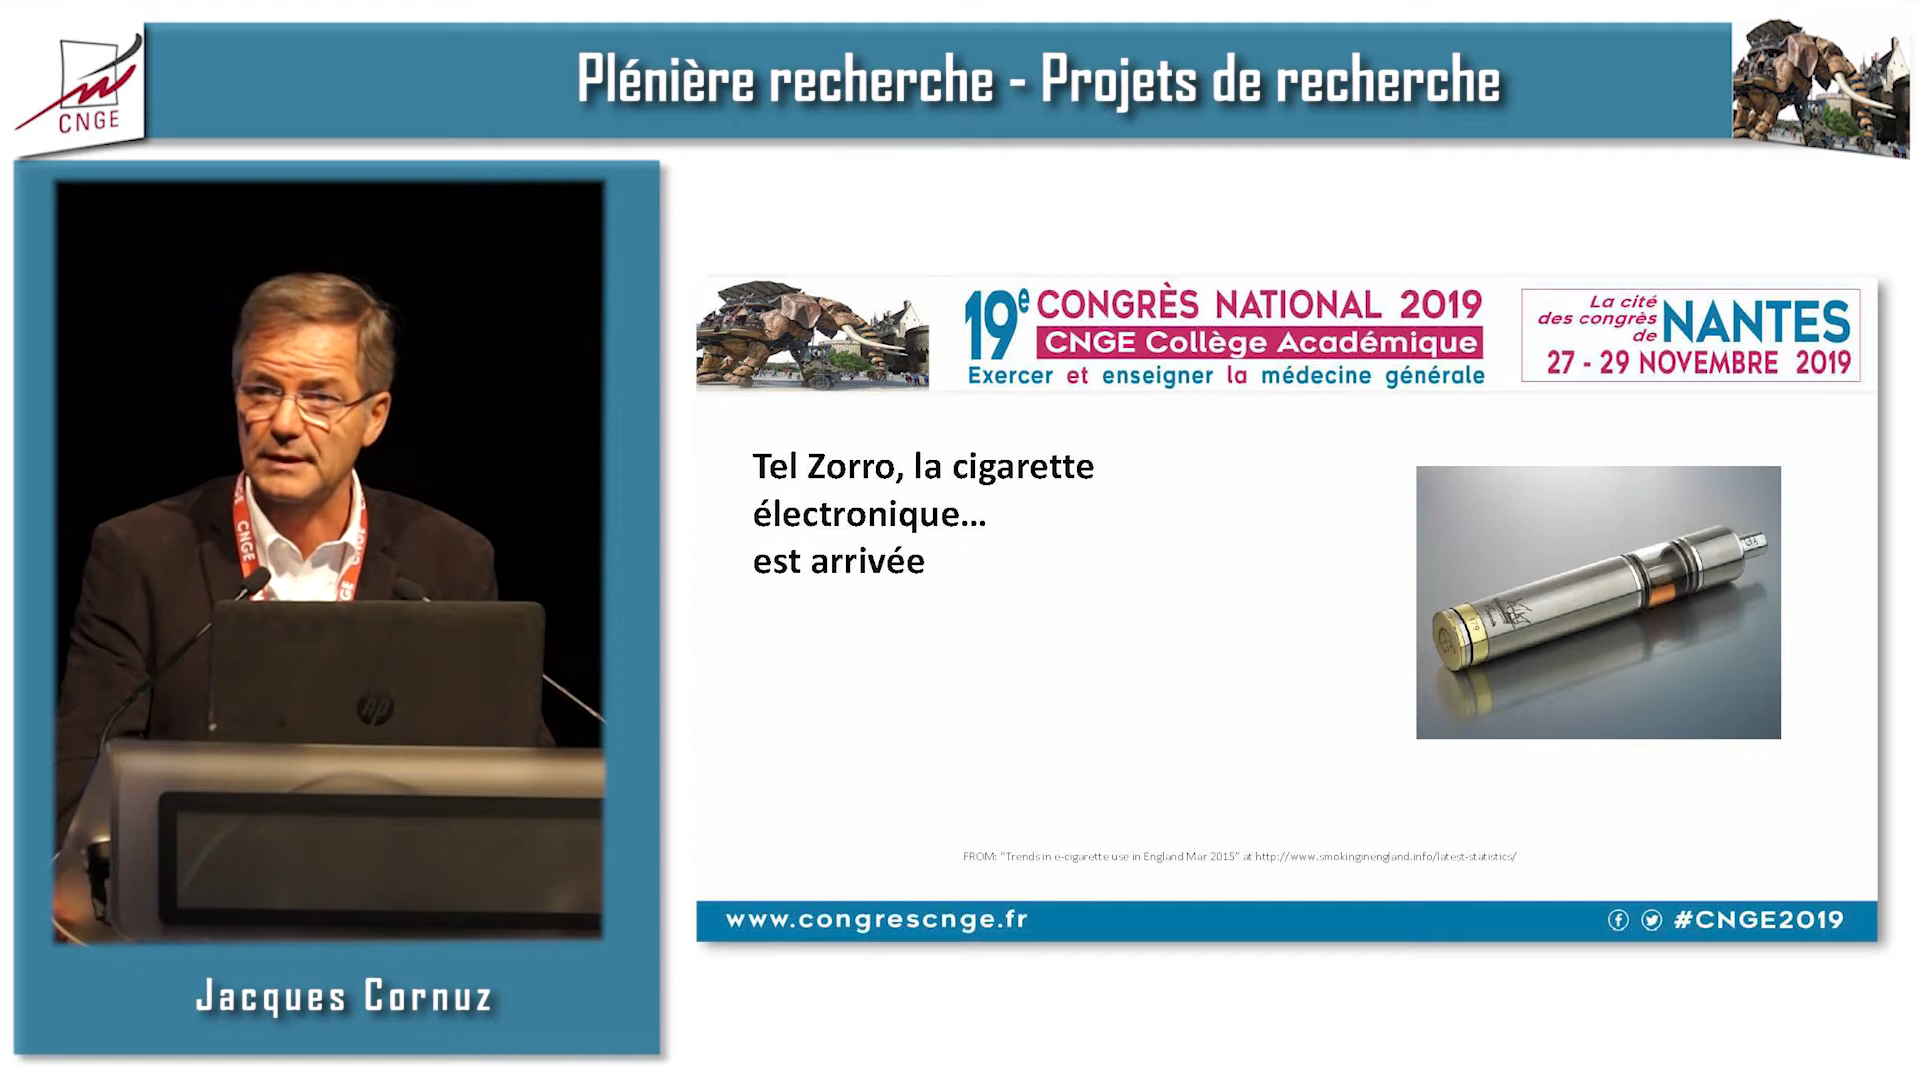 CNGE
Plénière recherche - Projets de recherche
CNGE
CNGE
hp
Jacques Cornuz
19e CONGRÈS NATIONAL 2019
CNGE Collège Académique
Exercer et enseigner la médecine générale
La cité
des congrès
de
NANTES
27 - 29 NOVEMBRE 2019
Tel Zorro, la cigarette
électronique...
est arrivée
FROM: "Trends in e-cigarette use in England Mar 2015" at http://www.smokinginengland.info/latest-statistics/
www.congrescnge.fr
#CNGE2019